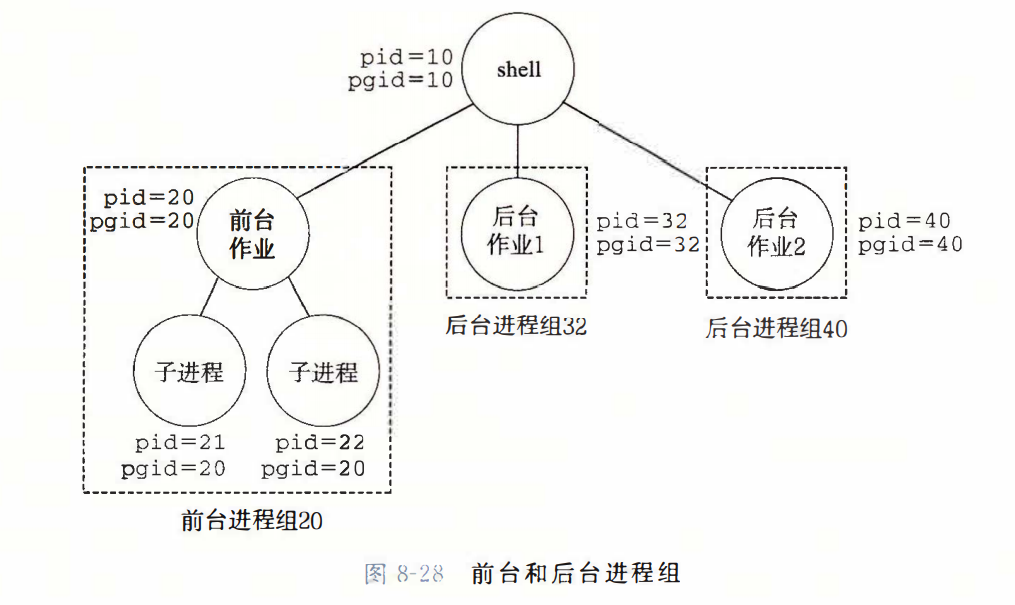 pid=10
pgid=10
shell
pid=20
pgid=20
前台
作业
后台
作业1
pid=32
pgid=32
后台
作业2
pid=40
pgid=40
后台进程组32
后台进程组40
子进程
子进程
pid=21
pgid=20
pid=22
pgid=20
前台进程组20
图 8-28 前台和后台进程组